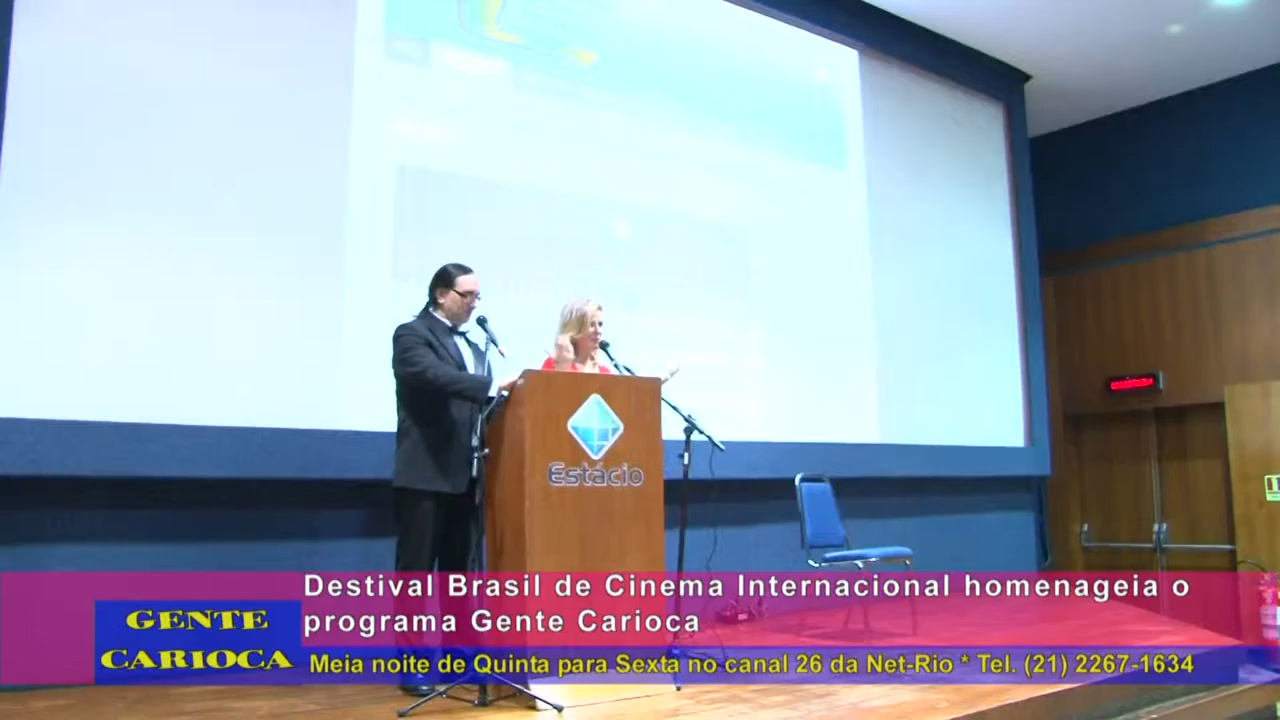 Estácio
Destival Brasil de Cinema Internacional homenageia o
programa Gente Carioca
GENTE
CARIOCA
Meia noite de Quinta para Sexta no canal 26 da Net-Rio * Tel. (21) 2267-1634